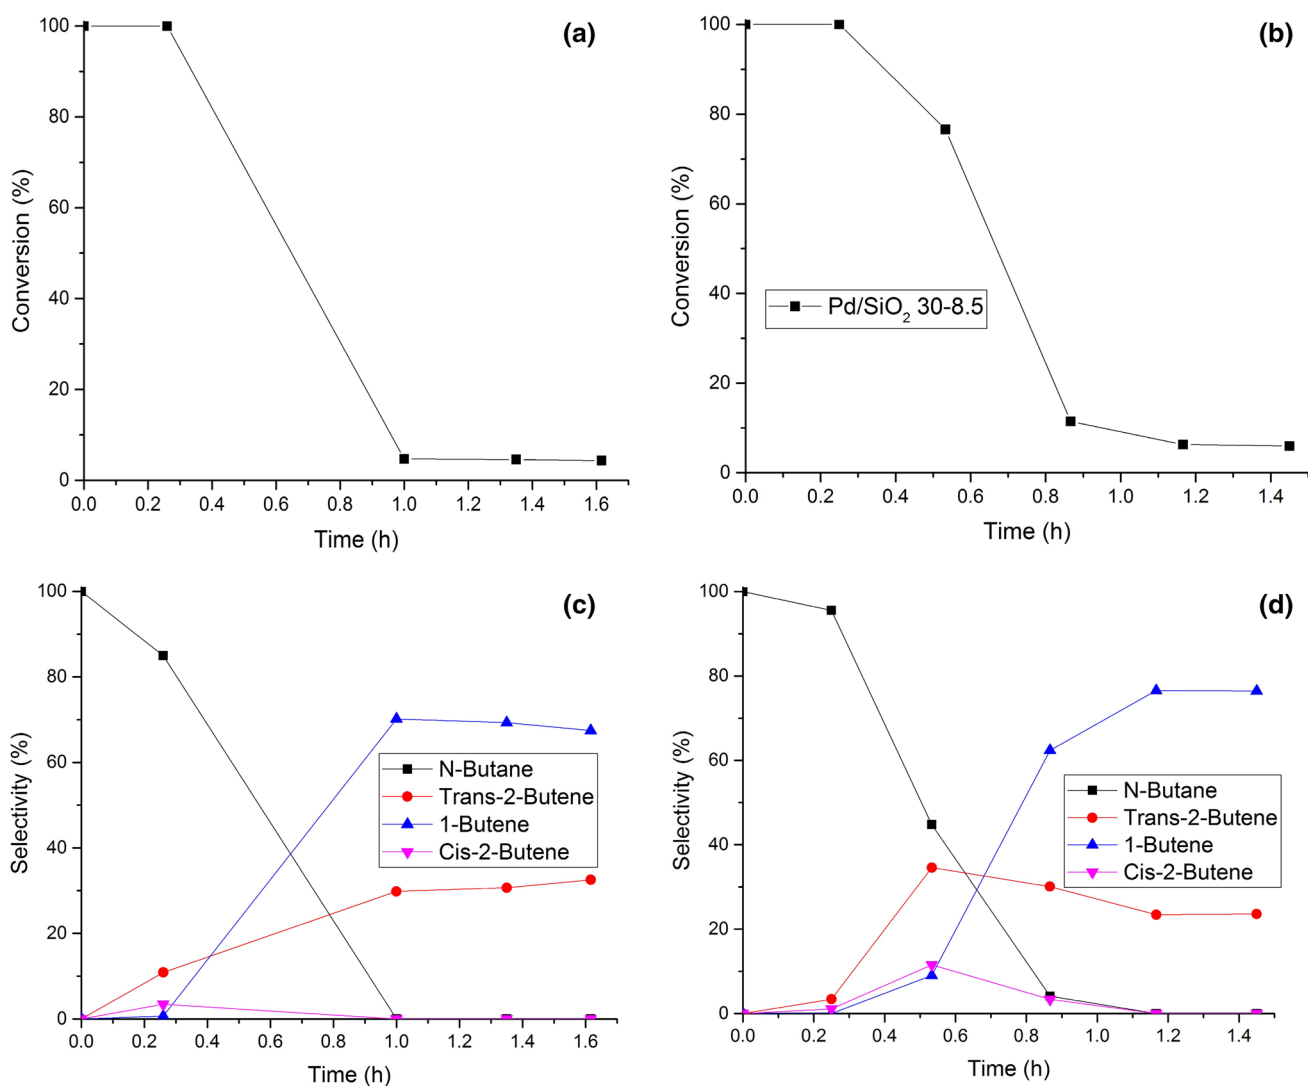 (a)
100
80
60
40
20
0
Conversion (%)
0.0 0.2 0.4 0.6 0.8 1.0 1.2 1.4 1.6
Time (h)
(b)
100
80
60
40
20
0
Conversion (%)
Pd/SiO₂ 30-8.5
0.0 0.2 0.4 0.6 0.8 1.0 1.2 1.4
Time (h)
(c)
100
80
60
40
20
0
Selectivity (%)
N-Butane
Trans-2-Butene
1-Butene
Cis-2-Butene
0.0 0.2 0.4 0.6 0.8 1.0 1.2 1.4 1.6
Time (h)
(d)
100
80
60
40
20
0
Selectivity (%)
N-Butane
Trans-2-Butene
1-Butene
Cis-2-Butene
0.0 0.2 0.4 0.6 0.8 1.0 1.2 1.4
Time (h)